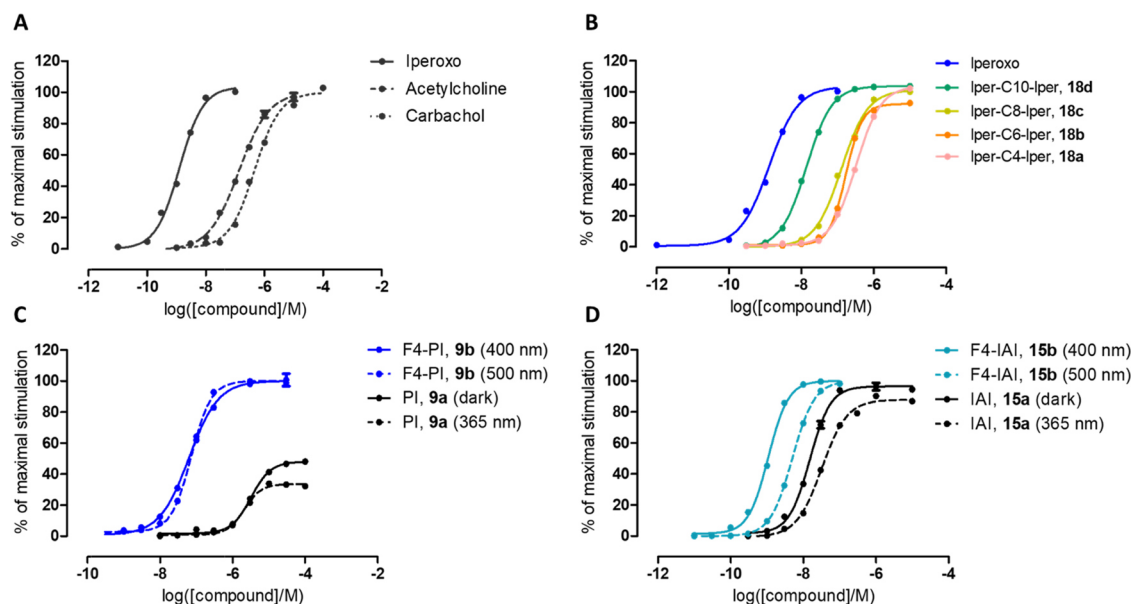 A
% of maximal stimulation
120
100
80
60
40
20
0
-12 -10 -8 -6 -4 -2
log([compound]/M)
Iperoxo
Acetylcholine
Carbachol
B
% of maximal stimulation
120
100
80
60
40
20
0
-12 -10 -8 -6 -4
log([compound]/M)
Iperoxo
Iper-C10-Iper, 18d
Iper-C8-Iper, 18c
Iper-C6-Iper, 18b
Iper-C4-Iper, 18a
C
% of maximal stimulation
120
100
80
60
40
20
0
-10 -8 -6 -4 -2
log([compound]/M)
F4-PI, 9b (400 nm)
F4-PI, 9b (500 nm)
PI, 9a (dark)
PI, 9a (365 nm)
D
% of maximal stimulation
120
100
80
60
40
20
0
-12 -10 -8 -6 -4
log([compound]/M)
F4-IAI, 15b (400 nm)
F4-IAI, 15b (500 nm)
IAI, 15a (dark)
IAI, 15a (365 nm)